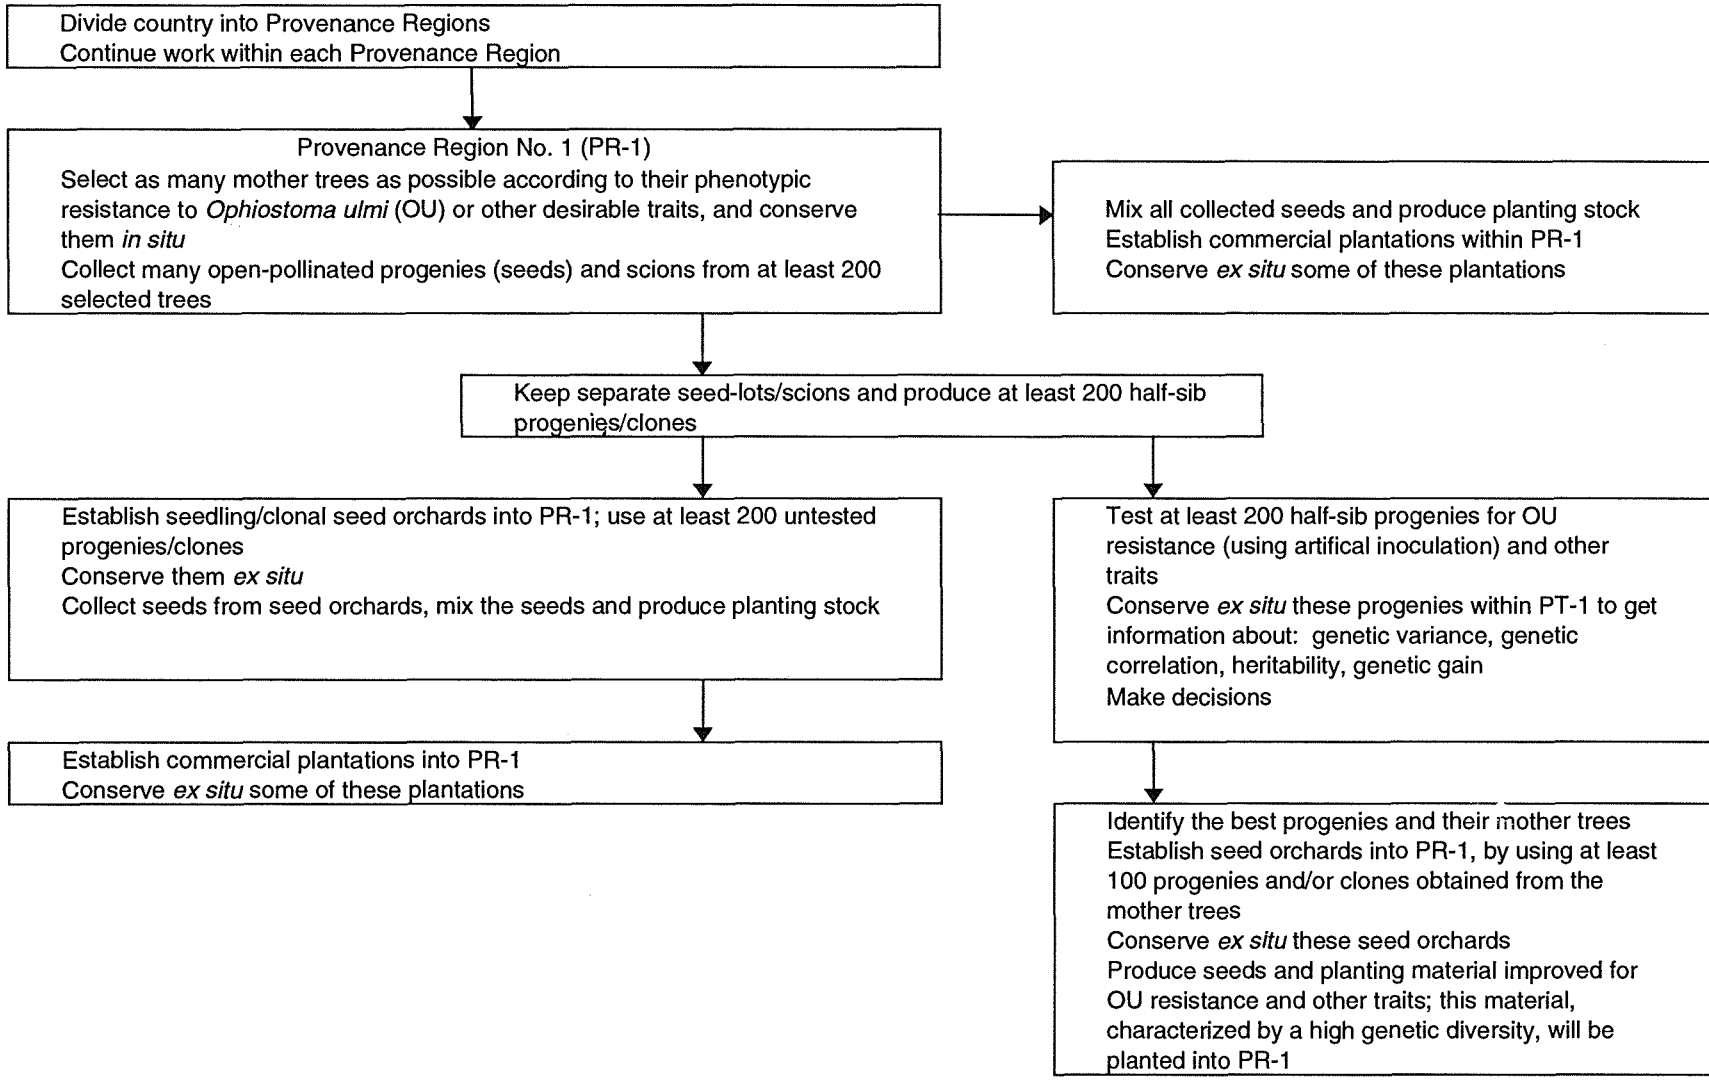 Divide country into Provenance Regions
Continue work within each Provenance Region
Provenance Region No. 1 (PR-1)
Select as many mother trees as possible according to their phenotypic
resistance to Ophiostoma ulmi (OU) or other desirable traits, and conserve
them in situ
Collect many open-pollinated progenies (seeds) and scions from at least 200
selected trees
Mix all collected seeds and produce planting stock
Establish commercial plantations within PR-1
Conserve ex situ some of these plantations
Keep separate seed-lots/scions and produce at least 200 half-sib
progenies/clones
Establish seedling/clonal seed orchards into PR-1; use at least 200 untested
progenies/clones
Conserve them ex situ
Collect seeds from seed orchards, mix the seeds and produce planting stock
Test at least 200 half-sib progenies for OU
resistance (using artifical inoculation) and other
traits
Conserve ex situ these progenies within PT-1 to get
information about: genetic variance, genetic
correlation, heritability, genetic gain
Make decisions
Establish commercial plantations into PR-1
Conserve ex situ some of these plantations
Identify the best progenies and their mother trees
Establish seed orchards into PR-1, by using at least
100 progenies and/or clones obtained from the
mother trees
Conserve ex situ these seed orchards
Produce seeds and planting material improved for
OU resistance and other traits; this material,
characterized by a high genetic diversity, will be
planted into PR-1